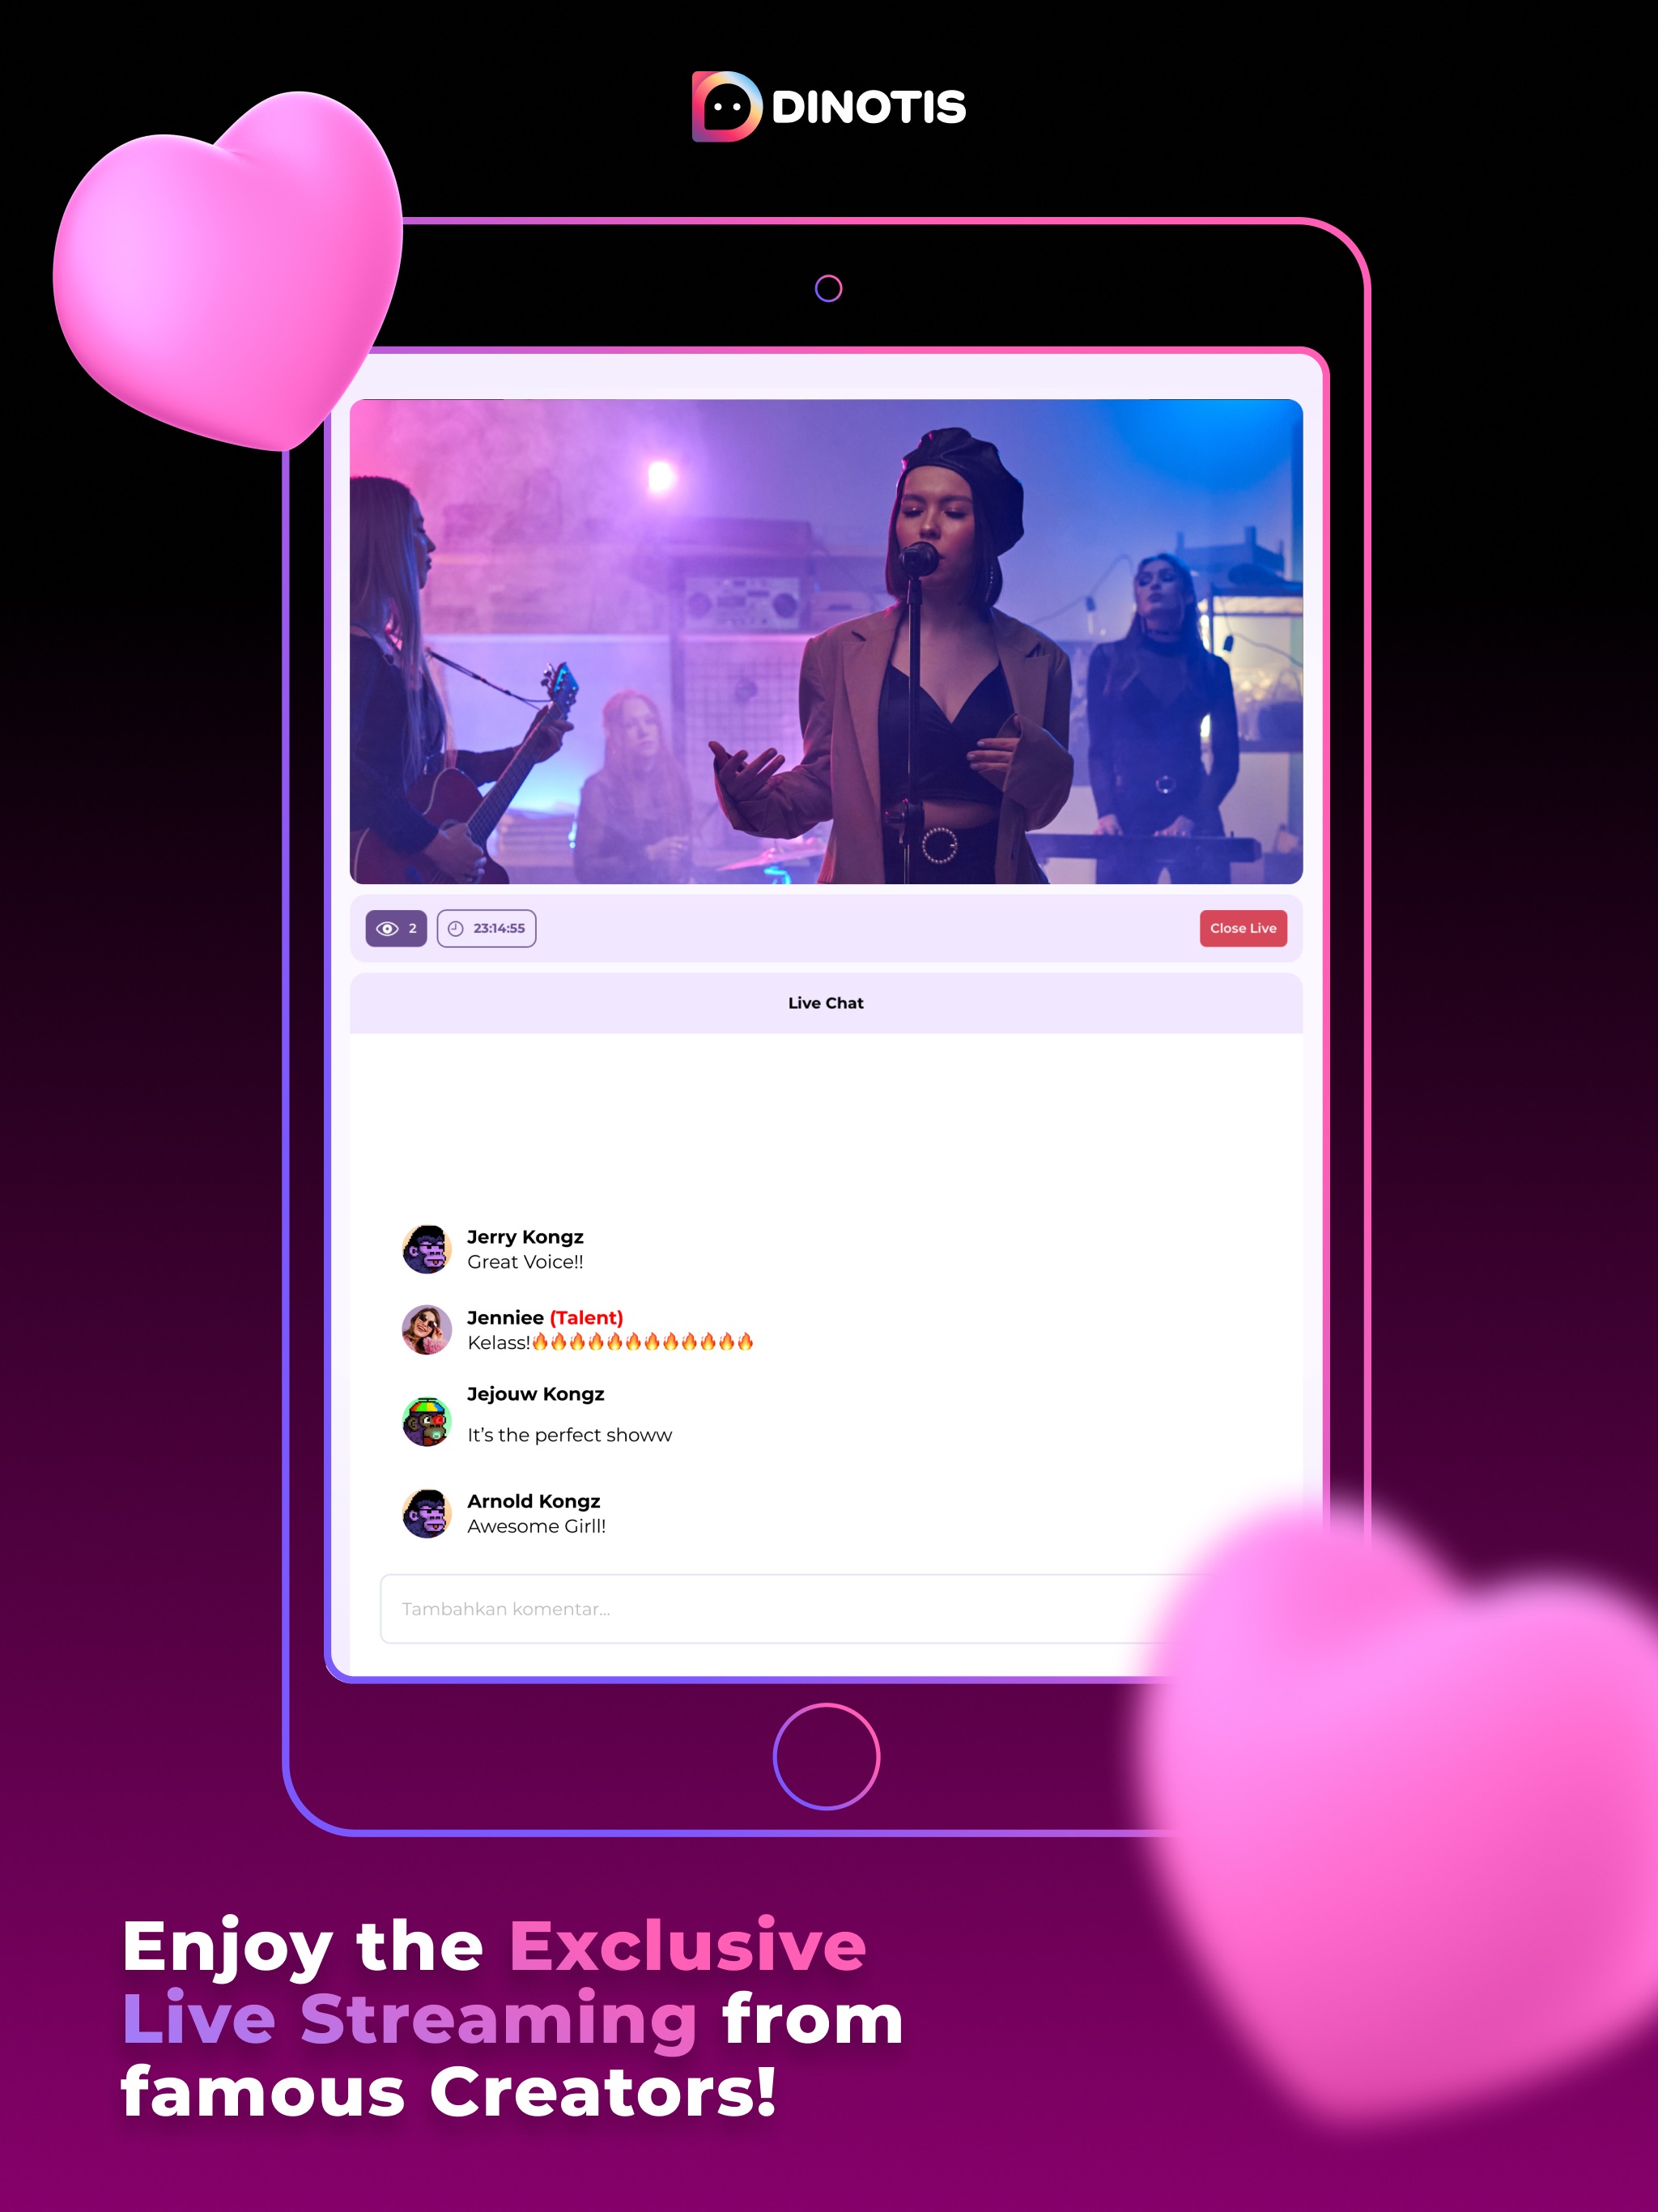 DINOTIS
2
23:14:55
Close Live
Live Chat
Jerry Kongz
Great Voice!!
Jenniee (Talent)
Kelass!🔥🔥🔥🔥🔥🔥🔥🔥🔥🔥🔥🔥
Jejouw Kongz
It's the perfect showw
Arnold Kongz
Awesome Girll!
Tambahkan komentar...
Enjoy the Exclusive
Live Streaming from
famous Creators!